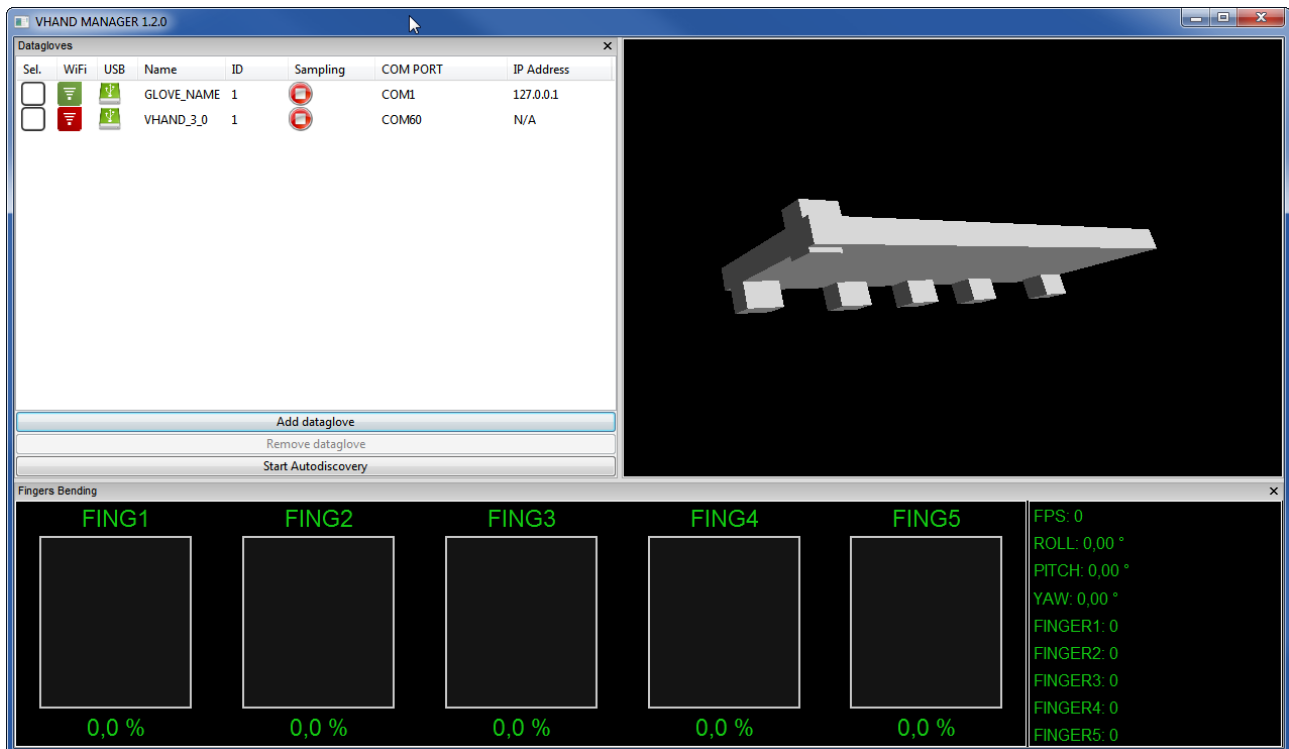 VHAND MANAGER 1.2.0
Datagloves
Sel. WiFi USB Name ID Sampling COM PORT IP Address
GLOVE_NAME 1 COM1 127.0.0.1
VHAND_3_0 1 COM60 N/A
Add dataglove
Remove dataglove
Start Autodiscovery
Fingers Bending
FING1 FING2 FING3 FING4 FING5
0,0 % 0,0 % 0,0 % 0,0 % 0,0 %
FPS: 0
ROLL: 0,00 °
PITCH: 0,00 °
YAW: 0,00 °
FINGER1: 0
FINGER2: 0
FINGER3: 0
FINGER4: 0
FINGER5: 0